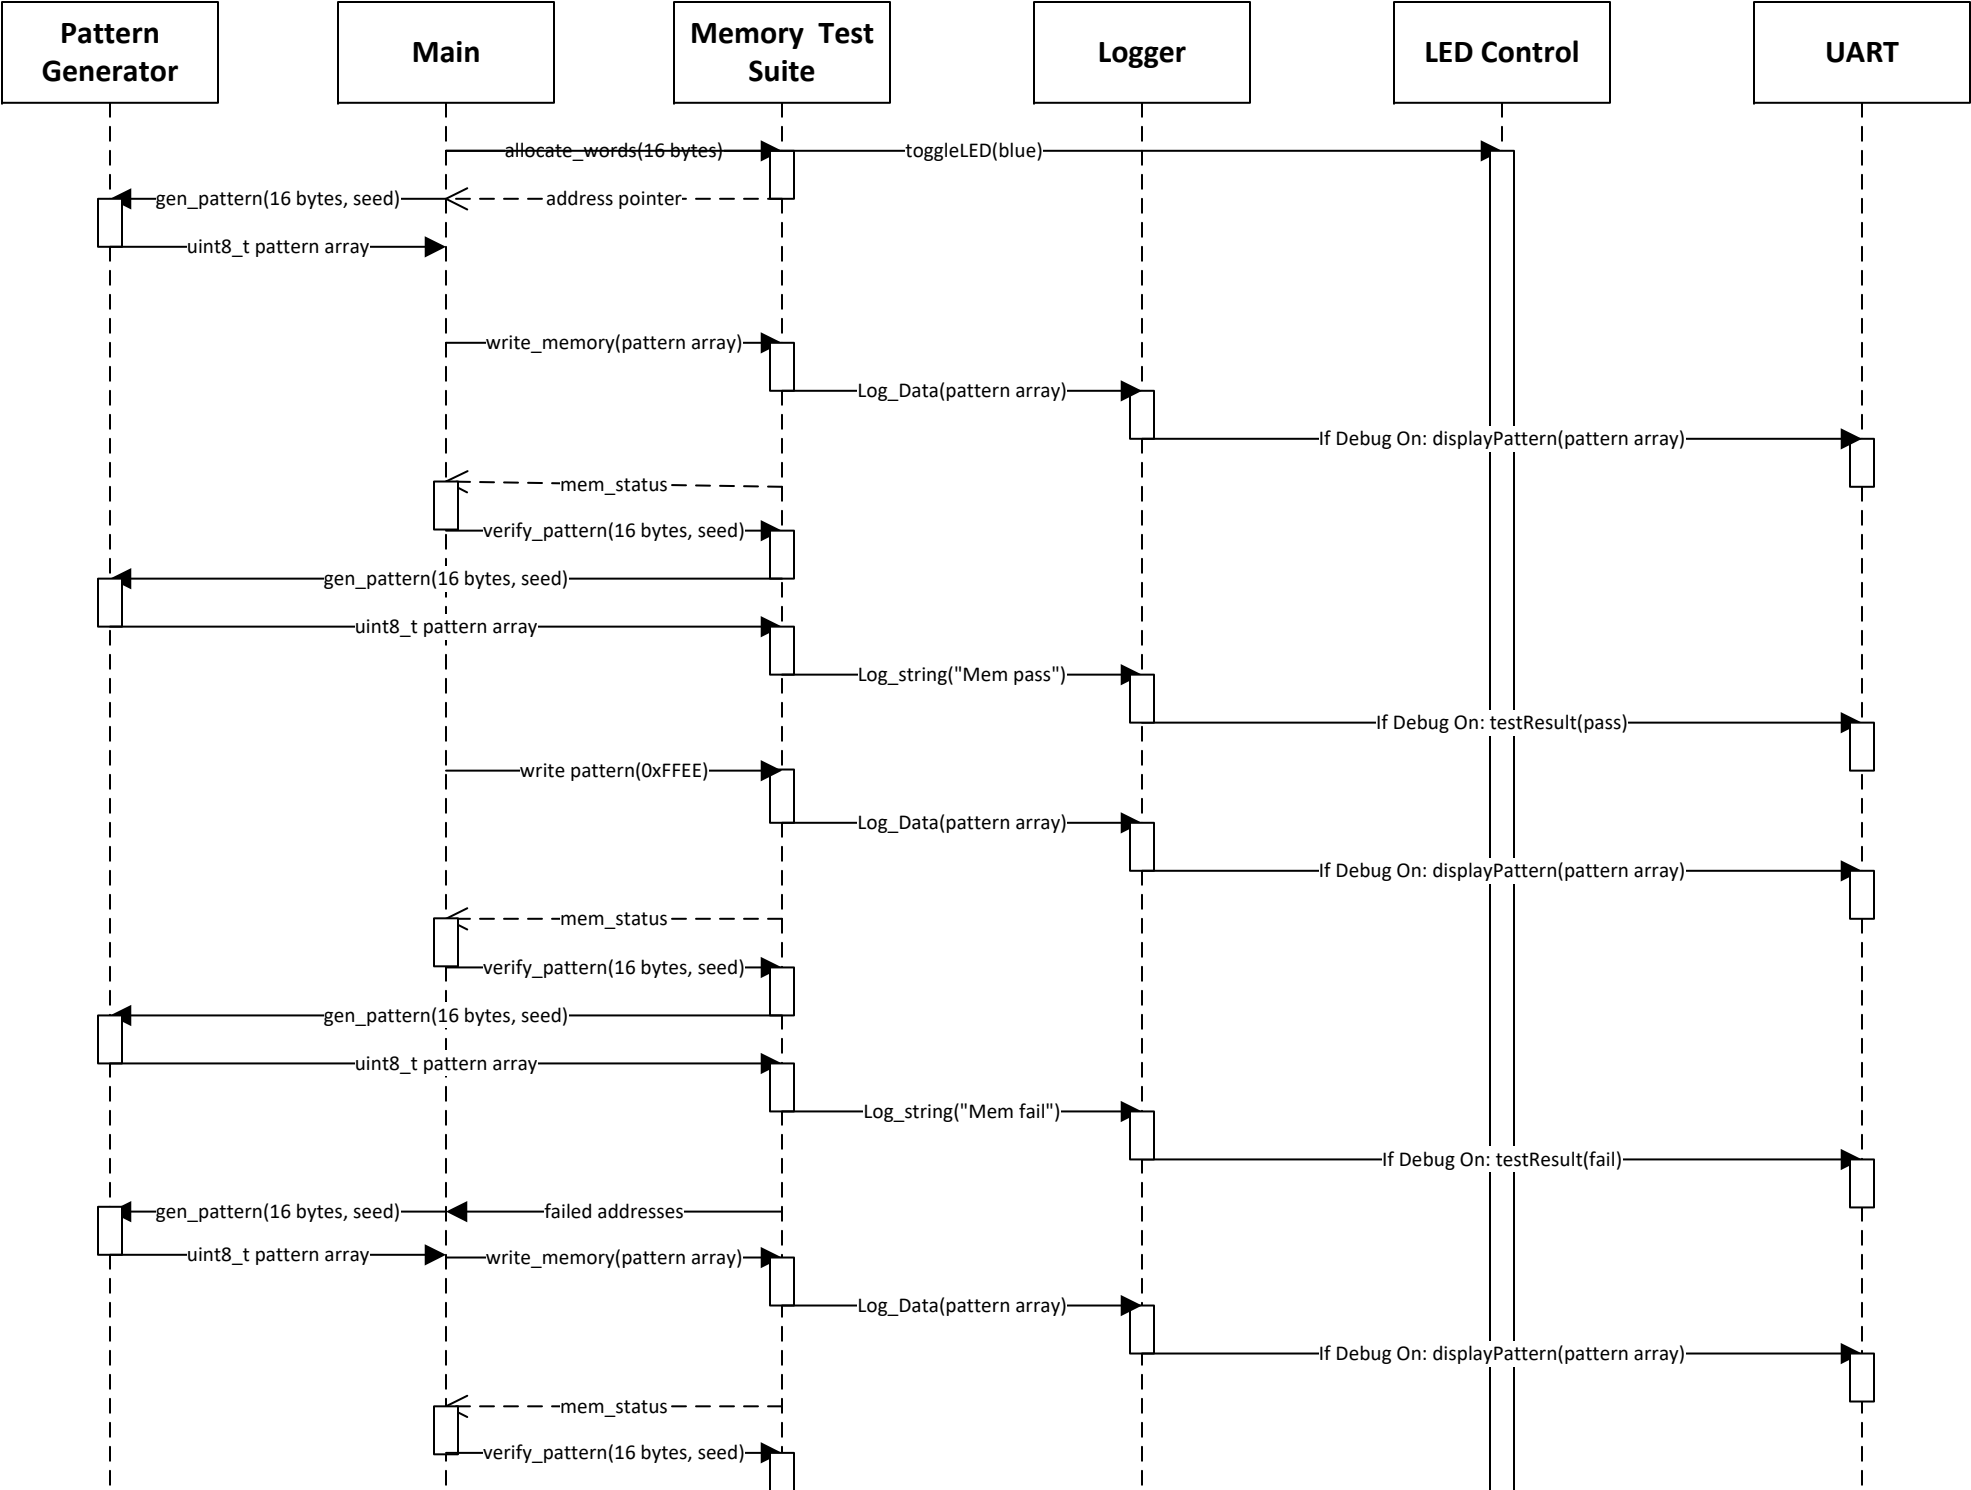 Pattern
Generator
Main
Memory Test
Suite
Logger
LED Control
UART
allocate_words(16 bytes)
toggleLED(blue)
gen_pattern(16 bytes, seed)
address pointer
uint8_t pattern array
write_memory(pattern array)
Log_Data(pattern array)
If Debug On: displayPattern(pattern array)
mem_status
verify_pattern(16 bytes, seed)
gen_pattern(16 bytes, seed)
uint8_t pattern array
Log_string("Mem pass")
If Debug On: testResult(pass)
write pattern(0xFFEE)
Log_Data(pattern array)
If Debug On: displayPattern(pattern array)
mem_status
verify_pattern(16 bytes, seed)
gen_pattern(16 bytes, seed)
uint8_t pattern array
Log_string("Mem fail")
If Debug On: testResult(fail)
gen_pattern(16 bytes, seed)
failed addresses
uint8_t pattern array
write_memory(pattern array)
Log_Data(pattern array)
If Debug On: displayPattern(pattern array)
mem_status
verify_pattern(16 bytes, seed)